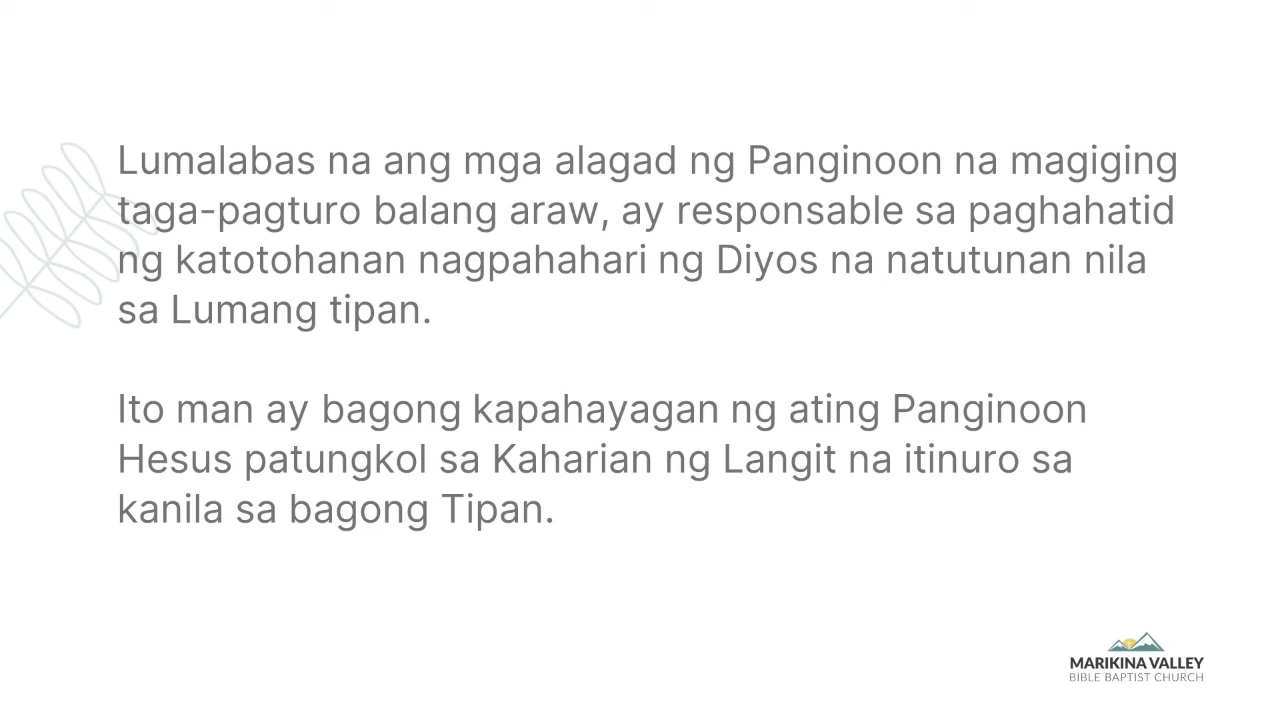 Lumalabas na ang mga alagad ng Panginoon na magiging
taga-pagturo balang araw, ay responsable sa paghahatid
ng katotohanan nagpahahari ng Diyos na natutunan nila
sa Lumang tipan.
Ito man ay bagong kapahayagan ng ating Panginoon
Hesus patungkol sa Kaharian ng Langit na itinuro sa
kanila sa bagong Tipan.
MARIKINA VALLEY
BIBLE BAPTIST CHURCH